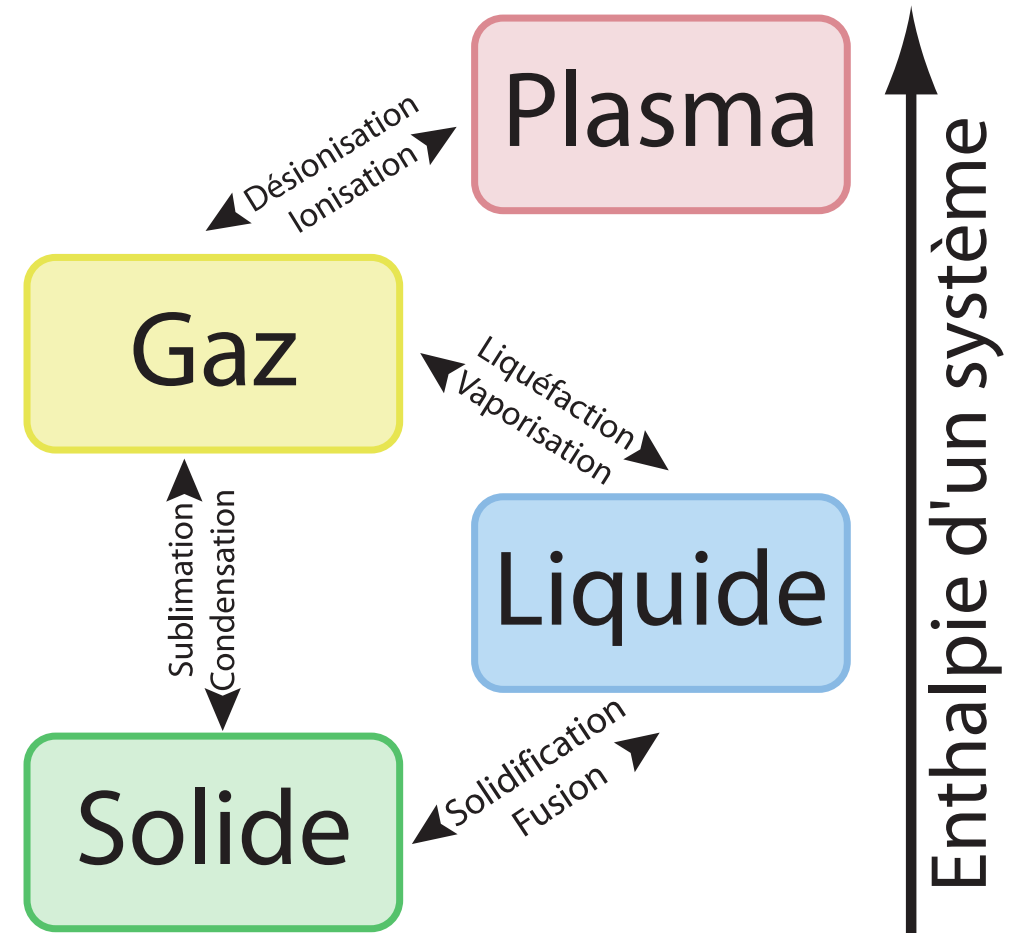 Plasma
Désionisation
Ionisation
Gaz
Liquéfaction
Vaporisation
Sublimation
Condensation
Liquide
Solidification
Fusion
Solide
Enthalpie d'un système